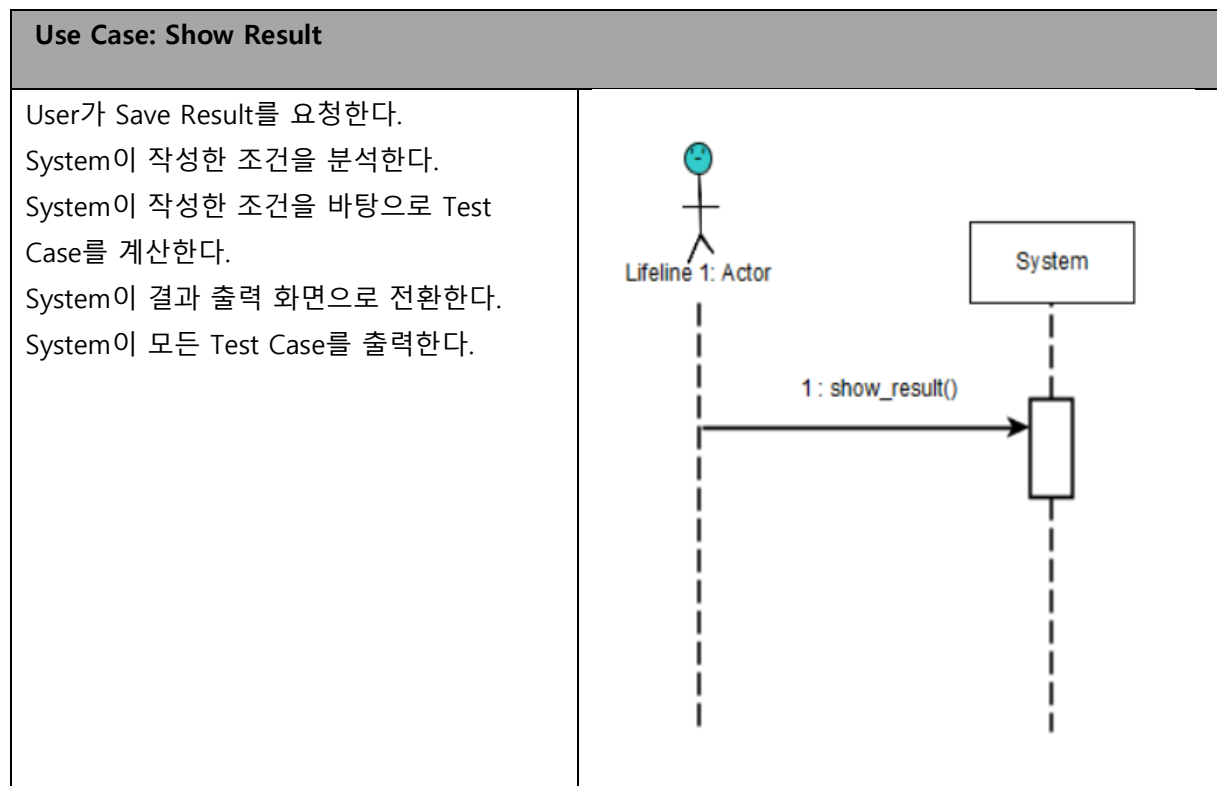 Use Case: Show Result
User가 Save Result를 요청한다.
System이 작성한 조건을 분석한다.
System이 작성한 조건을 바탕으로 Test
Case를 계산한다.
System이 결과 출력 화면으로 전환한다.
System이 모든 Test Case를 출력한다.
Lifeline 1: Actor
System
1 : show_result()